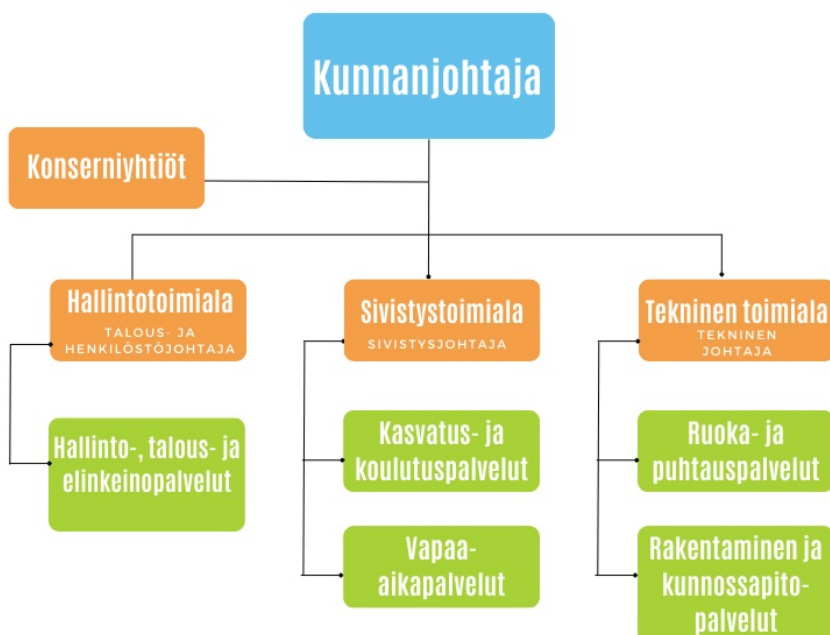 Kunnanjohtaja
Konserniyhtiöt
Hallintotoimiala
TALOUS- JA
HENKILÖSTÖJOHTAJA
Hallinto-, talous- ja
elinkeinopalvelut
Sivistystoimiala
SIVISTYSJOHTAJA
Kasvatus- ja
koulutuspalvelut
Vapaa-
aikapalvelut
Tekninen toimiala
TEKNINEN
JOHTAJA
Ruoka- ja
puhtauspalvelut
Rakentaminen ja
kunnossapito-
palvelut